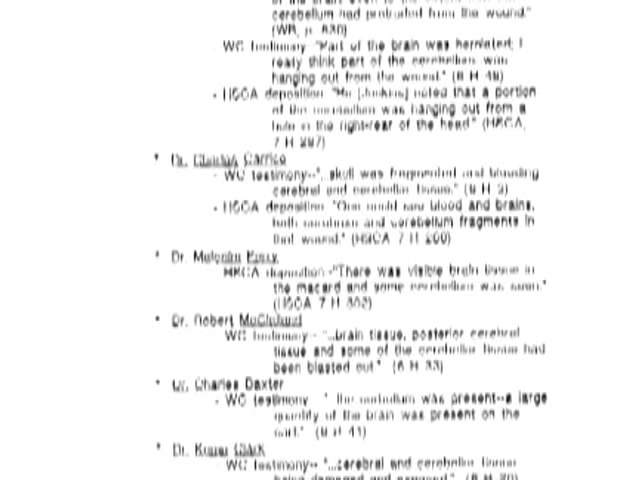 cerebellum had protruded from the wound."
(WR, p. 530)
WC testimony "Part of the brain was herniated; I
really think part of the cerebellum was
hanging out from the wound." (6 H 48)
- HSCA deposition "He [Jenkins] noted that a portion
of the cerebellum was hanging out from a
hole in the right-rear of the head" (HSCA,
7 H 287)
* Dr. Carrico
- WC testimony--"... skull was fragmented and bleeding
cerebral and cerebellar tissue." (6 H 3)
- HSCA deposition "One could see blood and brains,
both cerebrum and cerebellum fragments in
that wound." (HSCA 7 H
* Dr. Malcolm Perry
HSCA deposition -"There was visible brain tissue in
the macard and some cerebellum was seen."
(HSCA 7 H 302)
* Dr. Robert McClelland
WC testimony - "...brain tissue, posterior cerebral
tissue and some of the cerebellar tissue had
been blasted out" (6 H 33)
* Dr. Charles Baxter
- WC testimony " the cerebellum was present--a large
quantity of the brain was present on the
cart." (6 H 41)
* Dr. Kemp Clark
WC testimony-- "...cerebral and cerebellar tissue
being damaged and exposed."